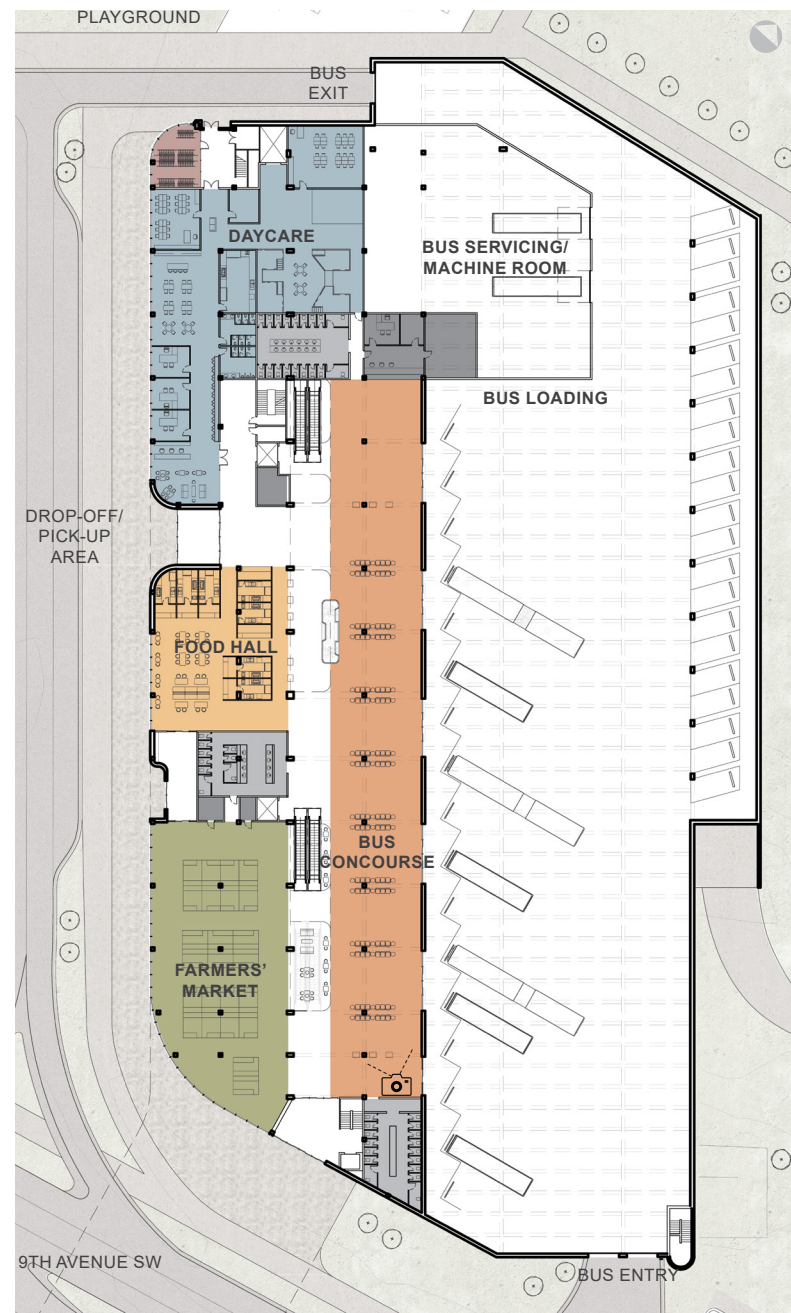 PLAYGROUND
BUS
EXIT
DAYCARE
BUS SERVICING/
MACHINE ROOM
BUS LOADING
DROP-OFF/
PICK-UP
AREA
FOOD HALL
BUS
CONCOURSE
FARMERS’
MARKET
9TH AVENUE SW
BUS ENTRY